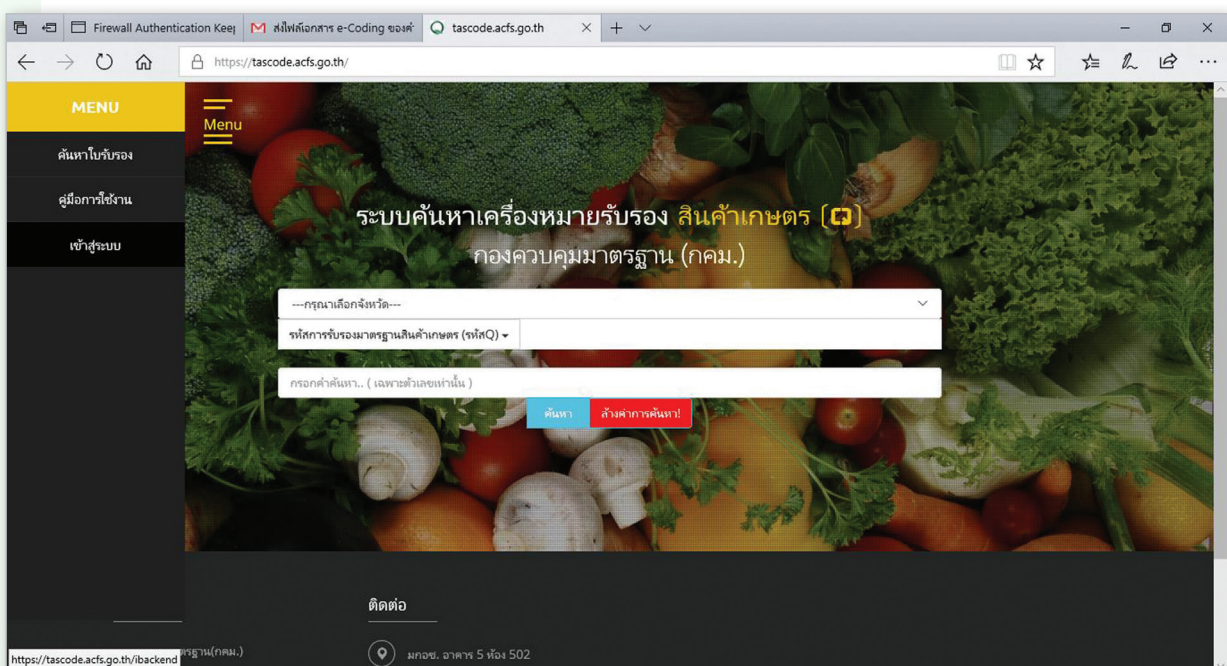 Firewall Authentication Kee
ส่งไฟล์เอกสาร e-Coding ของต
tascode.acfs.go.th
https://tascode.acfs.go.th/
MENU
ค้นหาใบรับรอง
คู่มือการใช้งาน
เข้าสู่ระบบ
Menu
ระบบค้นหาเครื่องหมายรับรอง สินค้าเกษตร
กองควบคุมมาตรฐาน (กคม.)
---กรุณาเลือกจังหวัด---
รหัสการรับรองมาตรฐานสินค้าเกษตร (รหัสQ)
กรอกคำค้นหา.. ( เฉพาะตัวเลขเท่านั้น )
ค้นหา
ล้างค่าการค้นหา!
ติดต่อ
ตรฐาน(กคม.)
มกอช. อาคาร 5 ห้อง 502
https://tascode.acfs.go.th/ibackend